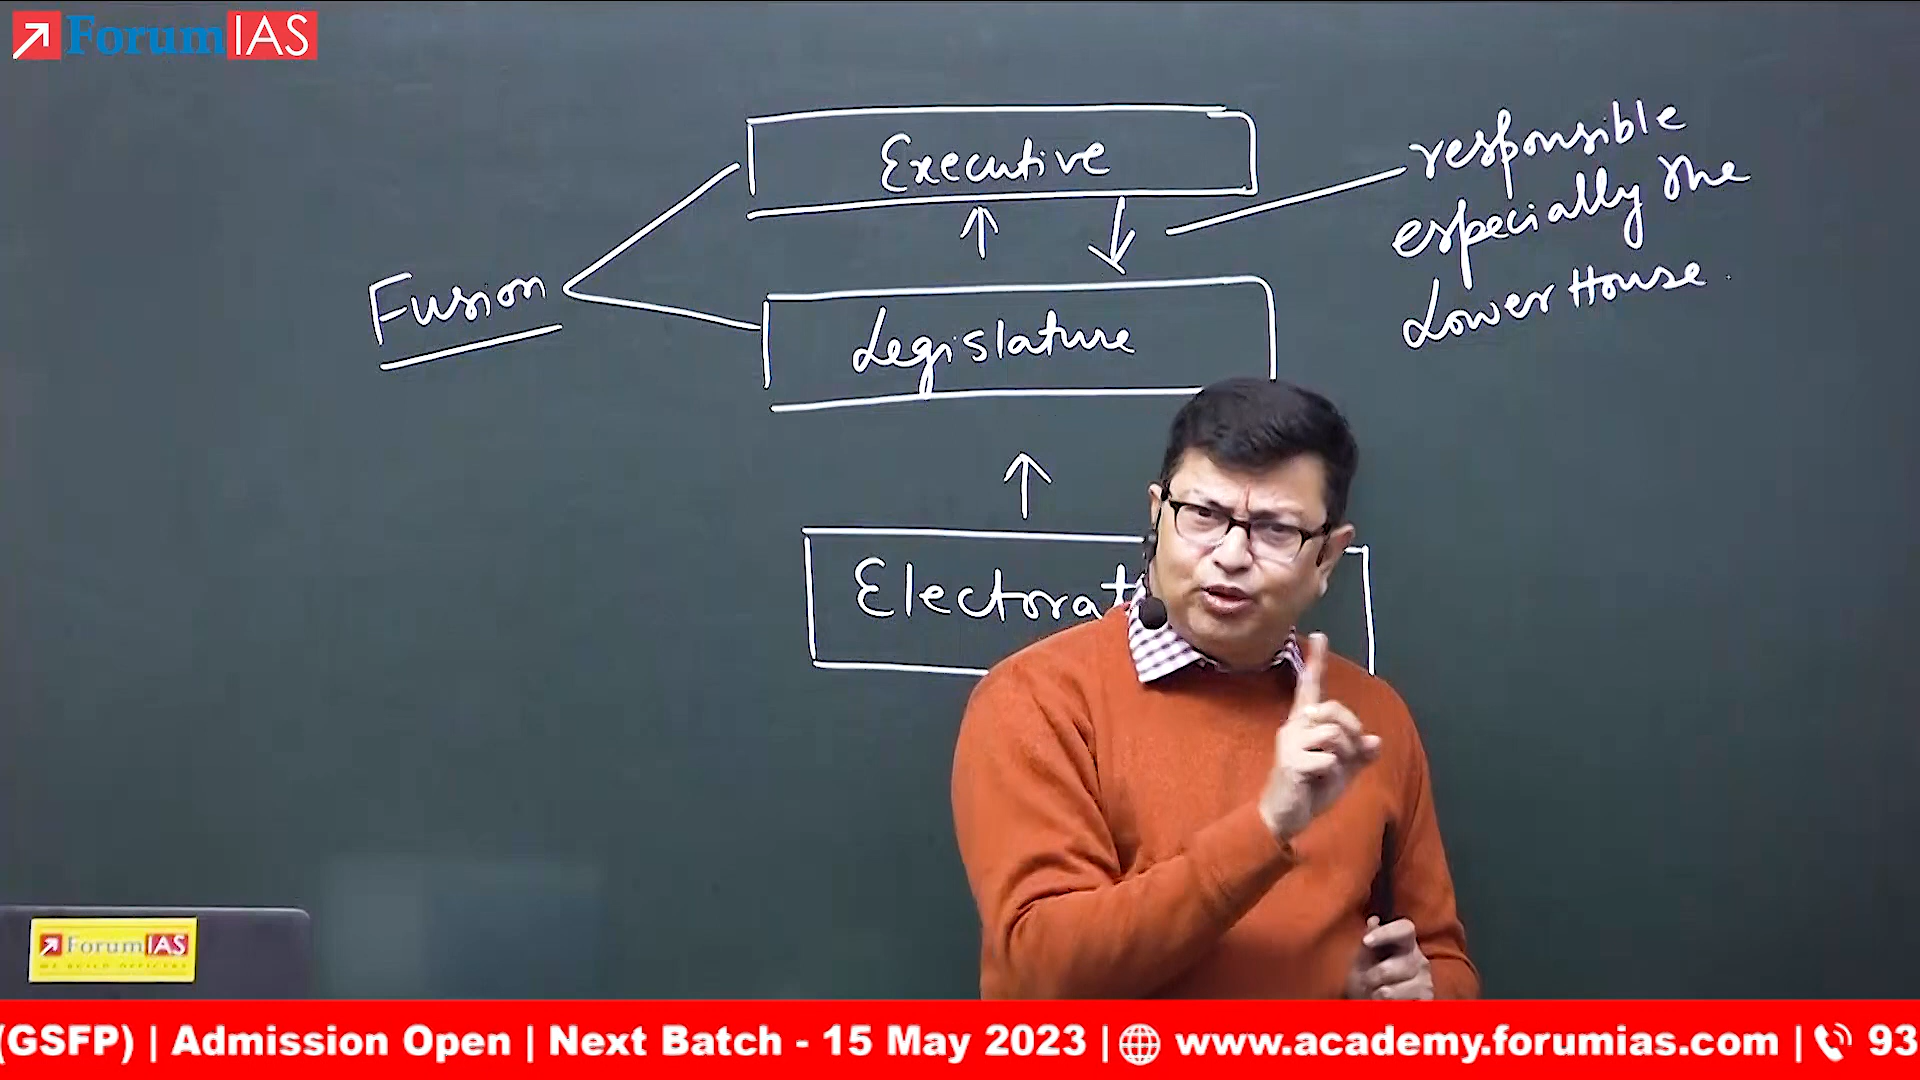 ForumIAS
Executive
responsible
especially the
Lower House.
Fusion
Legislature
Electorat
ForumIAS
(GSFP) | Admission Open | Next Batch - 15 May 2023 | www.academy.forumias.com | 93